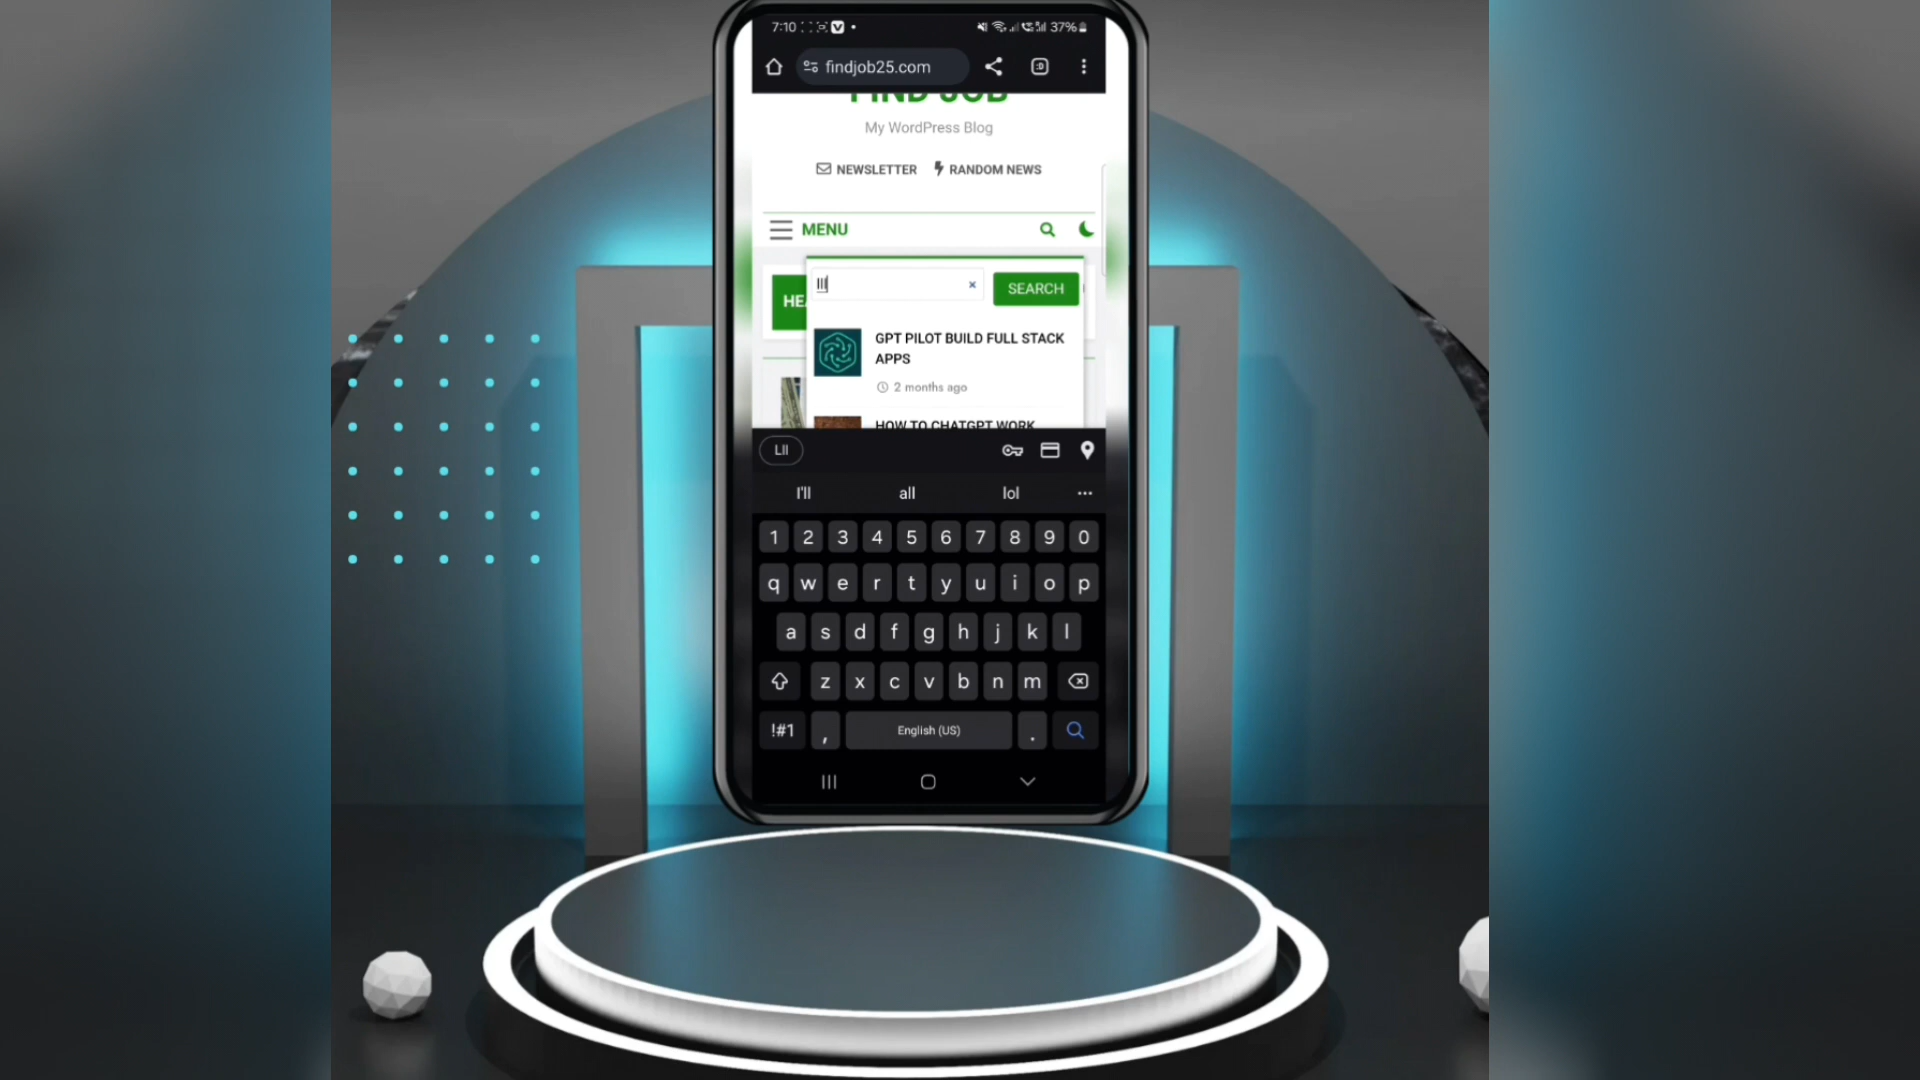 7:10
37%
findjob25.com
FIND JOB
My WordPress Blog
NEWSLETTER RANDOM NEWS
MENU
lll
SEARCH
HEA
GPT PILOT BUILD FULL STACK
APPS
2 months ago
HOW TO CHATGPT WORK
Lll
I'll all lol
1 2 3 4 5 6 7 8 9 0
q w e r t y u i o p
a s d f g h j k l
z x c v b n m
!#1 , English (US) .